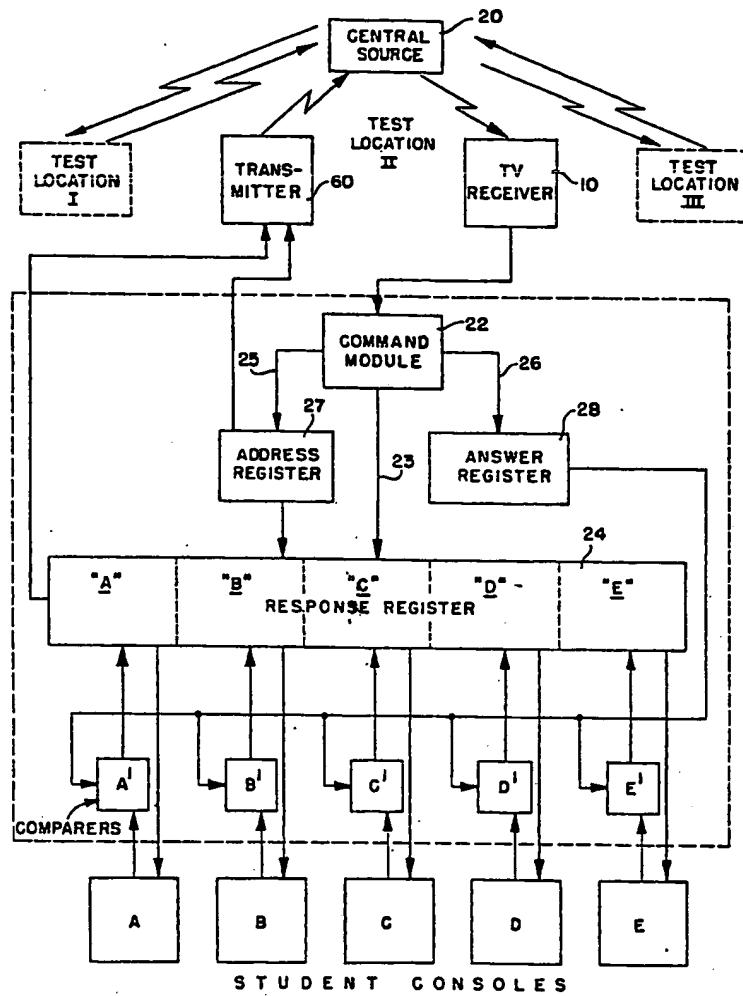 CENTRAL 20
SOURCE
TEST
LOCATION
I
TRANS-
MITTER
60
TEST
LOCATION
II
TV
RECEIVER
10
TEST
LOCATION
III
COMMAND
MODULE
22
25
26
27
28
ADDRESS
REGISTER
23
ANSWER
REGISTER
24
"A" "B" "C" "D" "E"
RESPONSE REGISTER
A' B' C' D' E'
COMPARERS
A B C D E
STUDENT CONSOLES